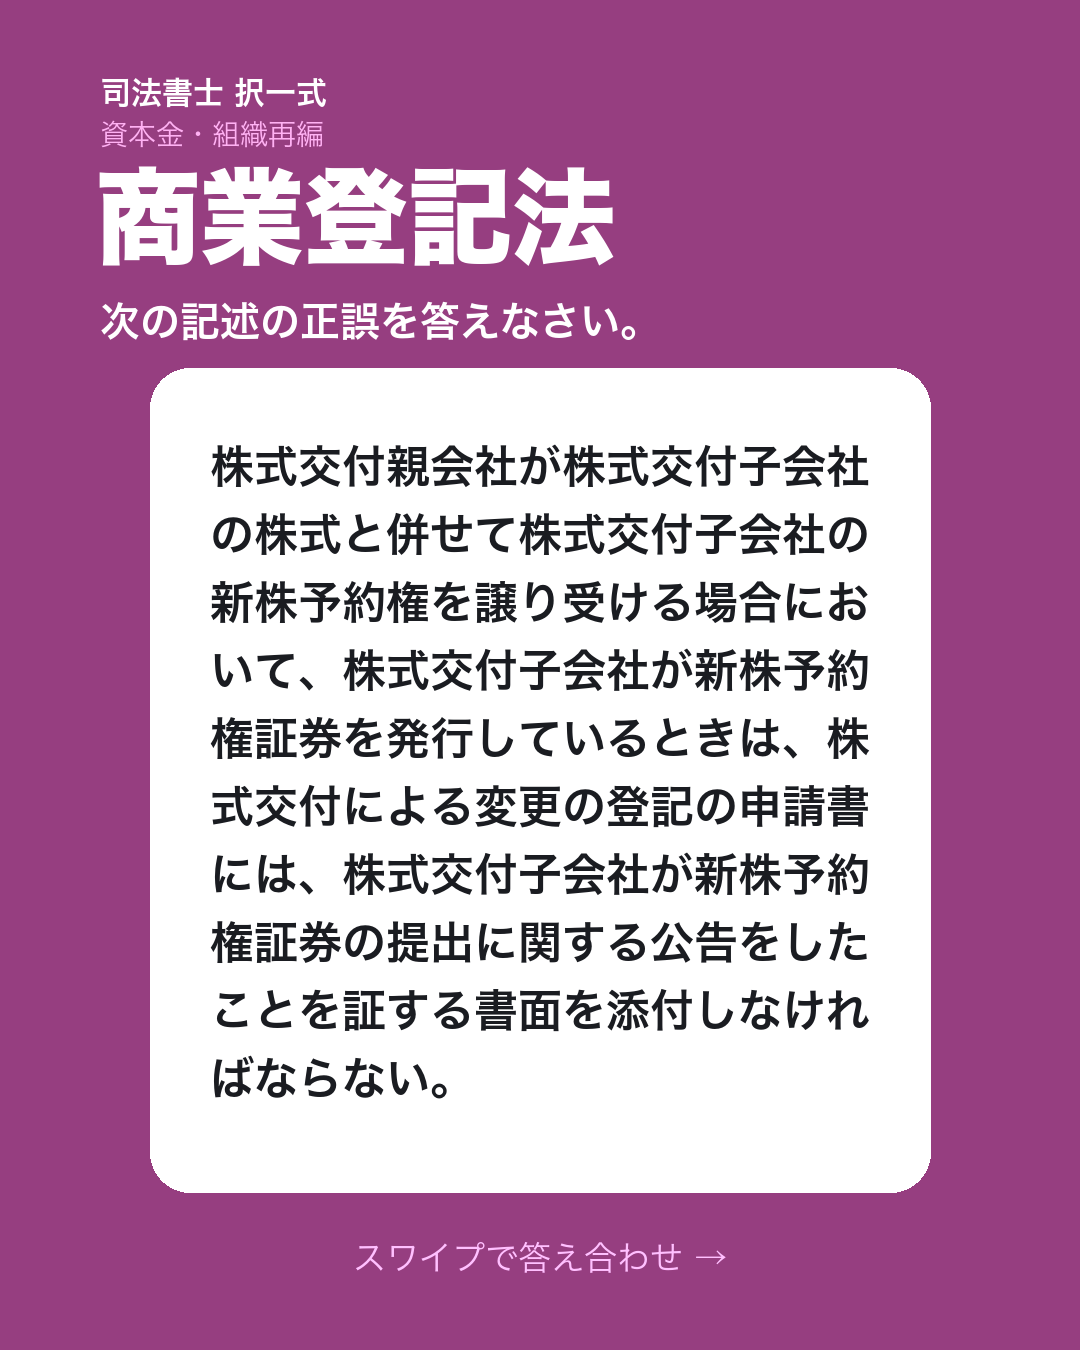 司法書士 択一式
資本金・組織再編
商業登記法
次の記述の正誤を答えなさい。
株式交付親会社が株式交付子会社
の株式と併せて株式交付子会社の
新株予約権を譲り受ける場合にお
いて、株式交付子会社が新株予約
権証券を発行しているときは、株
式交付による変更の登記の申請書
には、株式交付子会社が新株予約
権証券の提出に関する公告をした
ことを証する書面を添付しなけれ
ばならない。
スワイプで答え合わせ →